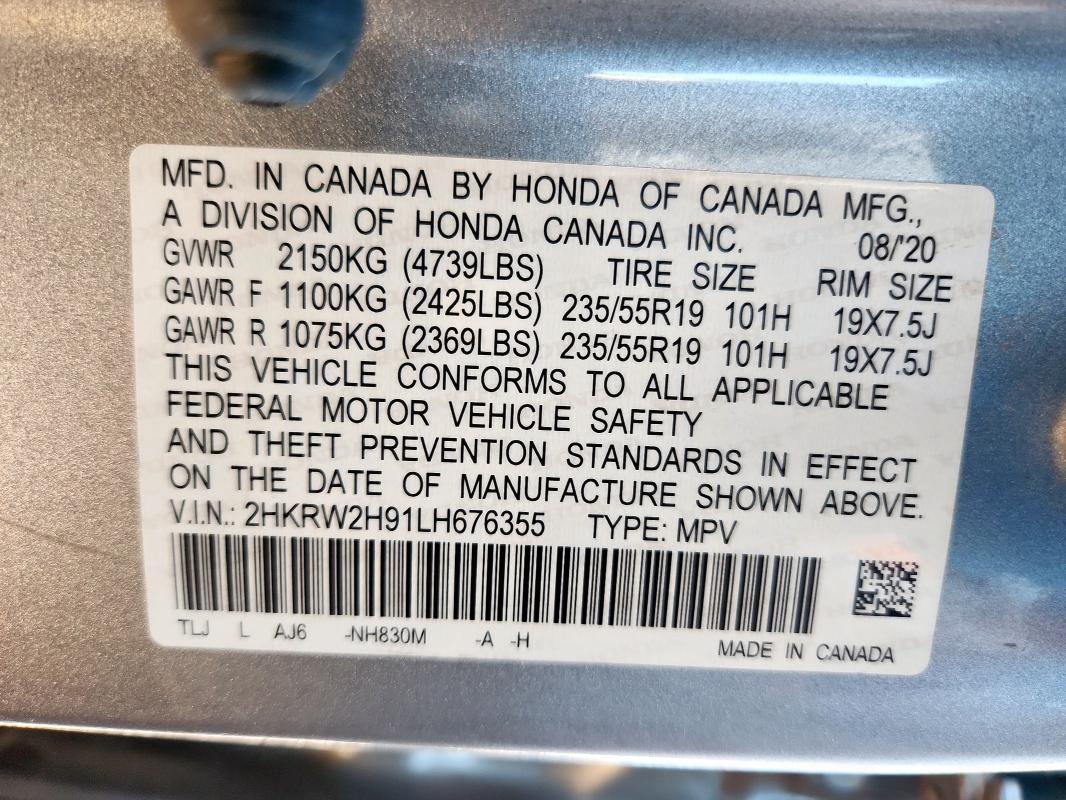 MFD. IN CANADA BY HONDA OF CANADA MFG.,
A DIVISION OF HONDA CANADA INC. 08/'20
GVWR 2150KG (4739LBS) TIRE SIZE RIM SIZE
GAWR F 1100KG (2425LBS) 235/55R19 101H 19X7.5J
GAWR R 1075KG (2369LBS) 235/55R19 101H 19X7.5J
THIS VEHICLE CONFORMS TO ALL APPLICABLE
FEDERAL MOTOR VEHICLE SAFETY
AND THEFT PREVENTION STANDARDS IN EFFECT
ON THE DATE OF MANUFACTURE SHOWN ABOVE.
V.I.N.: 2HKRW2H91LH676355 TYPE: MPV
TLJ L AJ6 -NH830M -A -H MADE IN CANADA